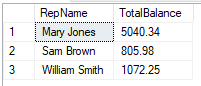 RepName TotalBalance
1 Mary Jones 5040.34
2 Sam Brown 805.98
3 William Smith 1072.25